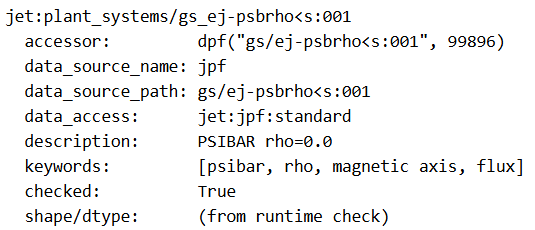 jet:plant_systems/gs_ej-psbrho<s:001
accessor: dpf("gs/ej-psbrho<s:001", 99896)
data_source_name: jpf
data_source_path: gs/ej-psbrho<s:001
data_access: jet:jpf:standard
description: PSIBAR rho=0.0
keywords: [psibar, rho, magnetic axis, flux]
checked: True
shape/dtype: (from runtime check)